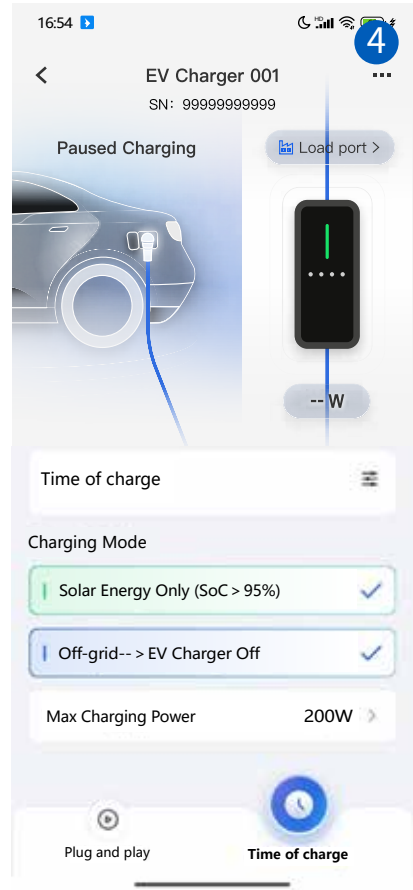 16:54
HD
4
EV Charger 001
SN: 99999999999
Paused Charging
Load port >
-- W
Time of charge
Charging Mode
Solar Energy Only (SoC > 95%)
Off-grid-- > EV Charger Off
Max Charging Power 200W >
Plug and play
Time of charge